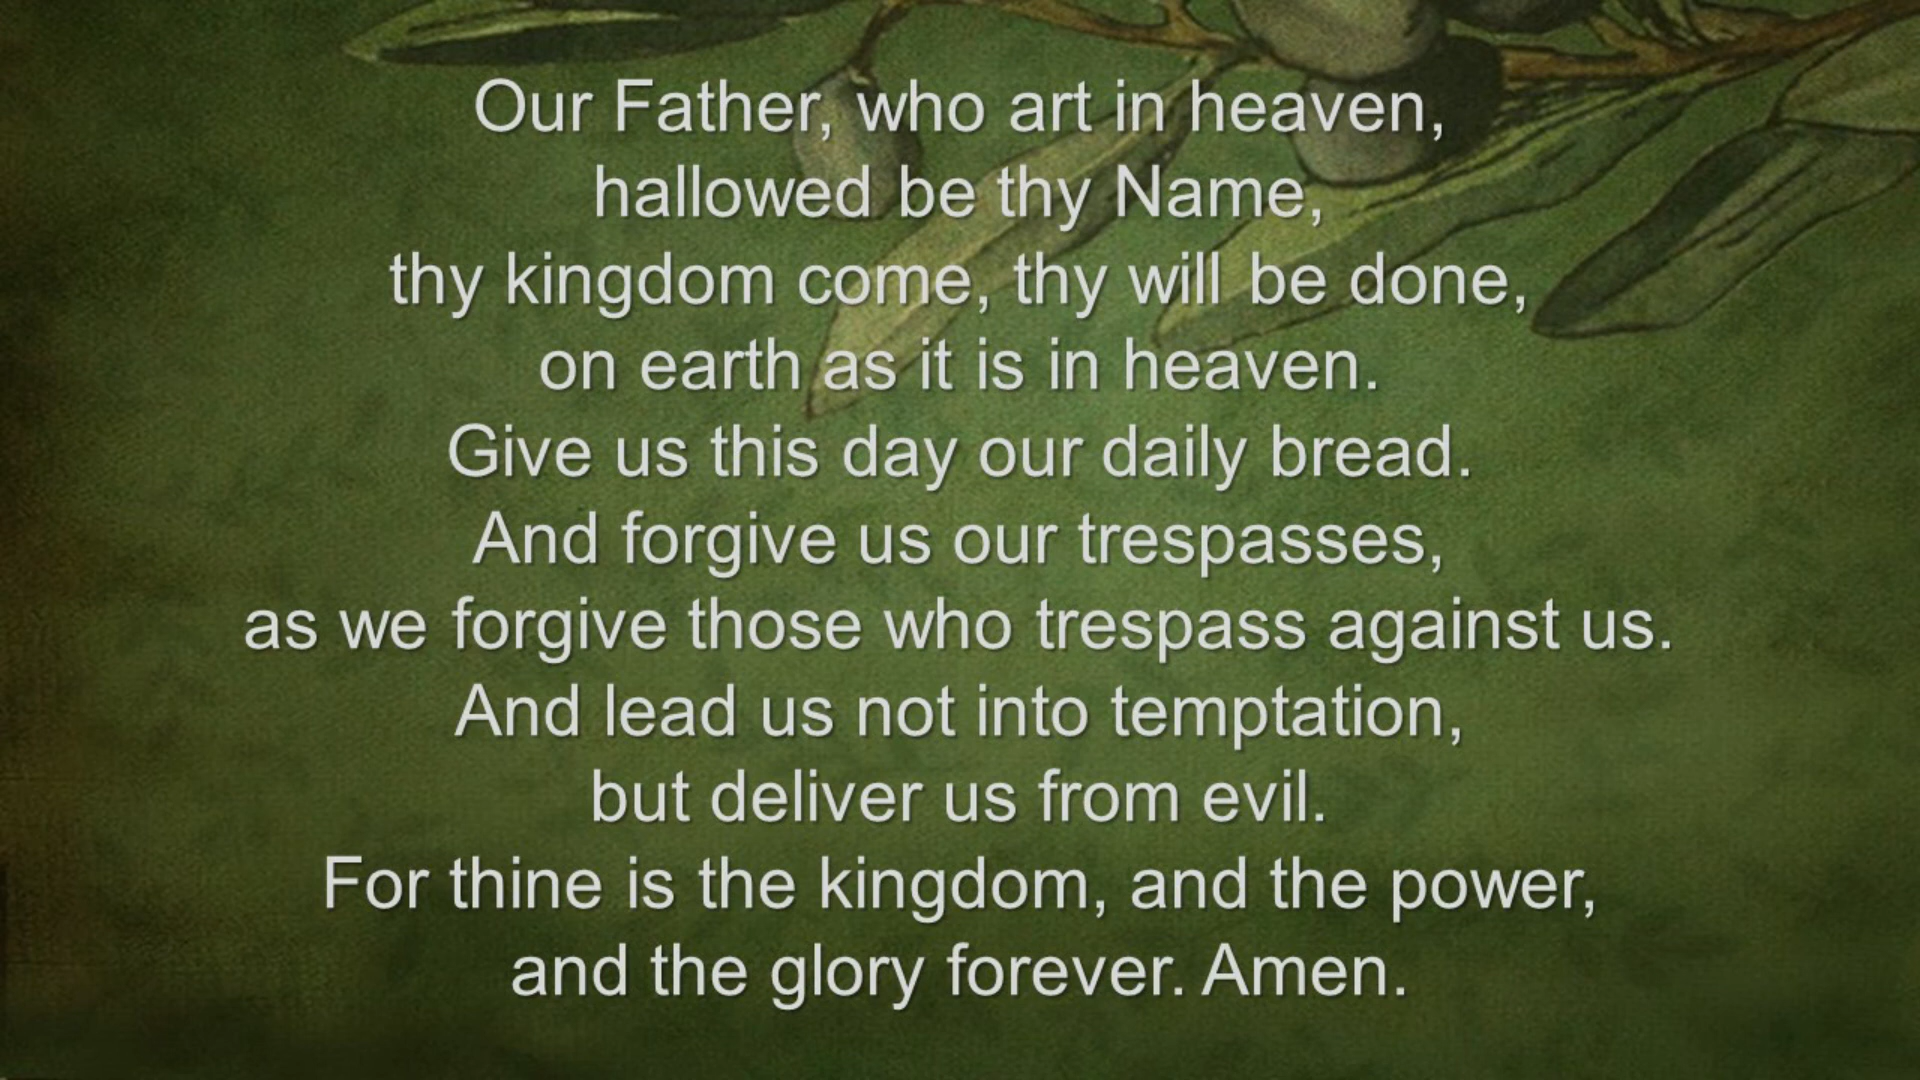 Our Father, who art in heaven,
hallowed be thy Name,
thy kingdom come, thy will be done,
on earth as it is in heaven.
Give us this day our daily bread.
And forgive us our trespasses,
as we forgive those who trespass against us.
And lead us not into temptation,
but deliver us from evil.
For thine is the kingdom, and the power,
and the glory forever. Amen.